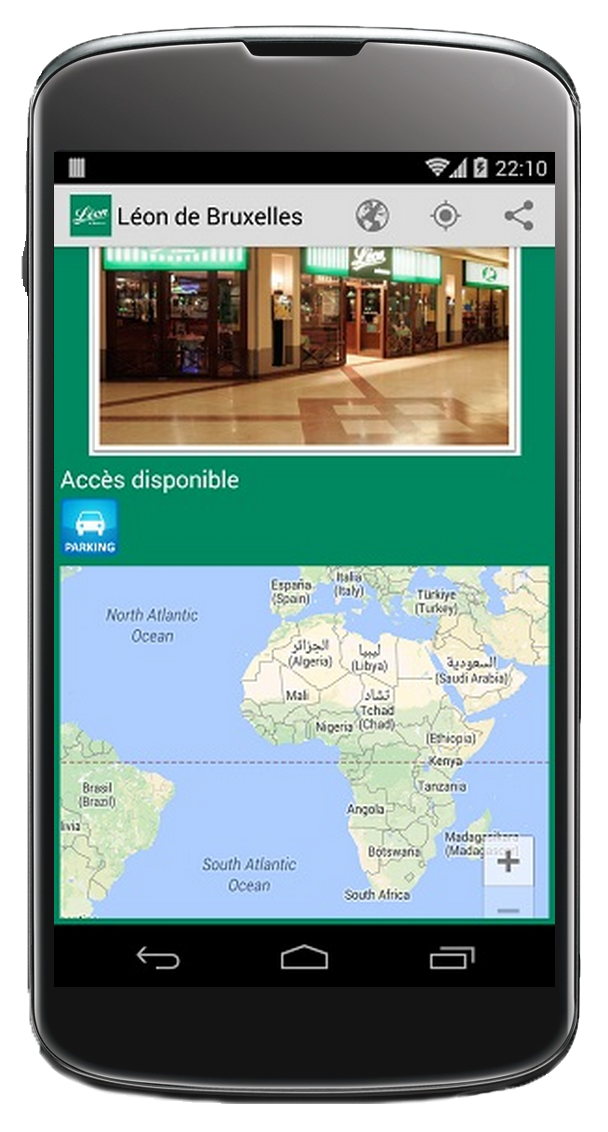 22:10
Léon
Léon de Bruxelles
Léon
Accès disponible
PARKING
España
(Spain)
Italia
(Italy)
Türkiye
(Turkey)
North Atlantic
Ocean
الجزائر
(Algeria)
ليبيا
(Libya)
السعودية
(Saudi Arabia)
Mali
تشاد
Tchad
(Chad)
Nigeria
(Ethiopia)
Kenya
Brasil
(Brazil)
Tanzania
livia
Angola
Madagasikara
(Madagascar)
Botswana
South Atlantic
Ocean
South Africa
+
−